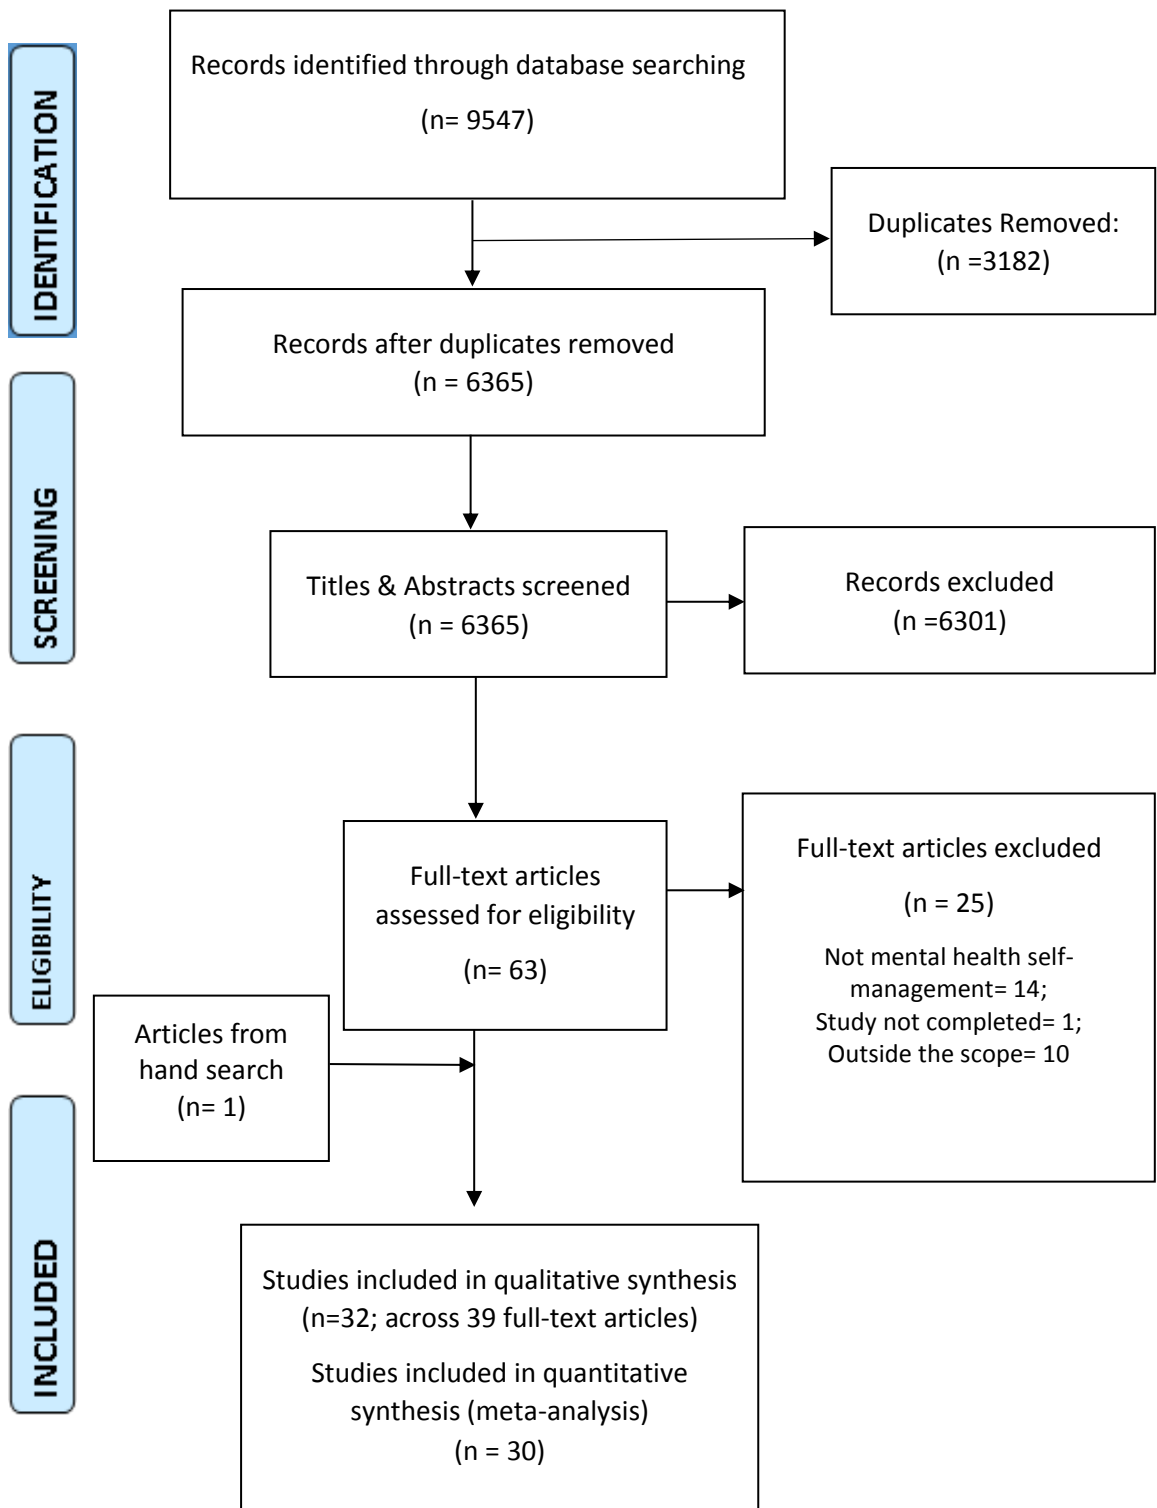 IDENTIFICATION
Records identified through database searching
(n= 9547)
Duplicates Removed:
(n =3182)
Records after duplicates removed
(n = 6365)
SCREENING
Titles & Abstracts screened
(n = 6365)
Records excluded
(n =6301)
ELIGIBILITY
Full-text articles
assessed for eligibility
(n= 63)
Full-text articles excluded
(n = 25)
Not mental health self-
management= 14;
Study not completed= 1;
Outside the scope= 10
Articles from
hand search
(n= 1)
INCLUDED
Studies included in qualitative synthesis
(n=32; across 39 full-text articles)
Studies included in quantitative
synthesis (meta-analysis)
(n = 30)